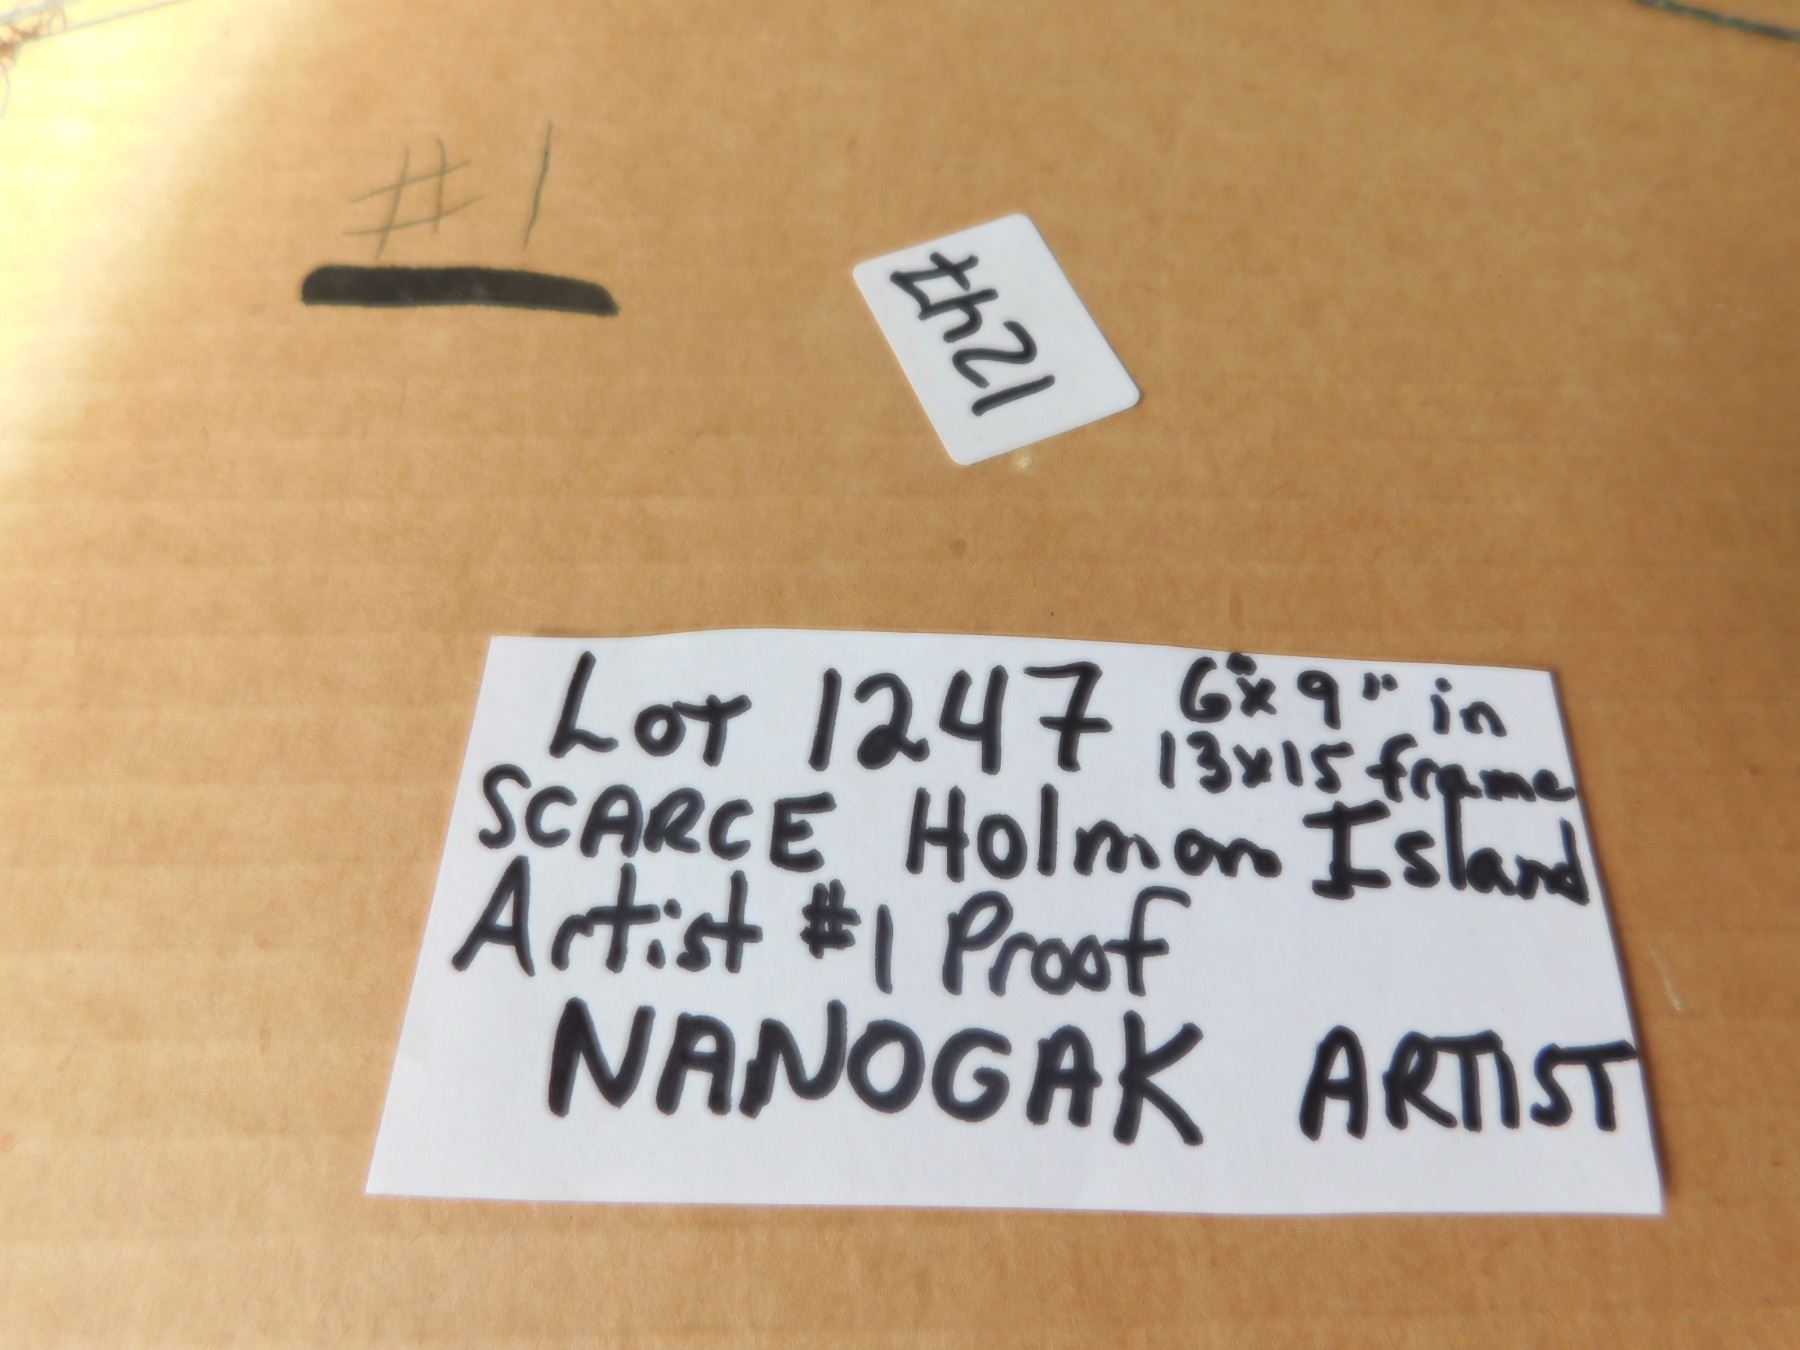 #1
1247
Lot 1247 6"x 9" in
13x15 frame
SCARCE Holman Island
Artist #1 Proof
NANOGAK ARTIST